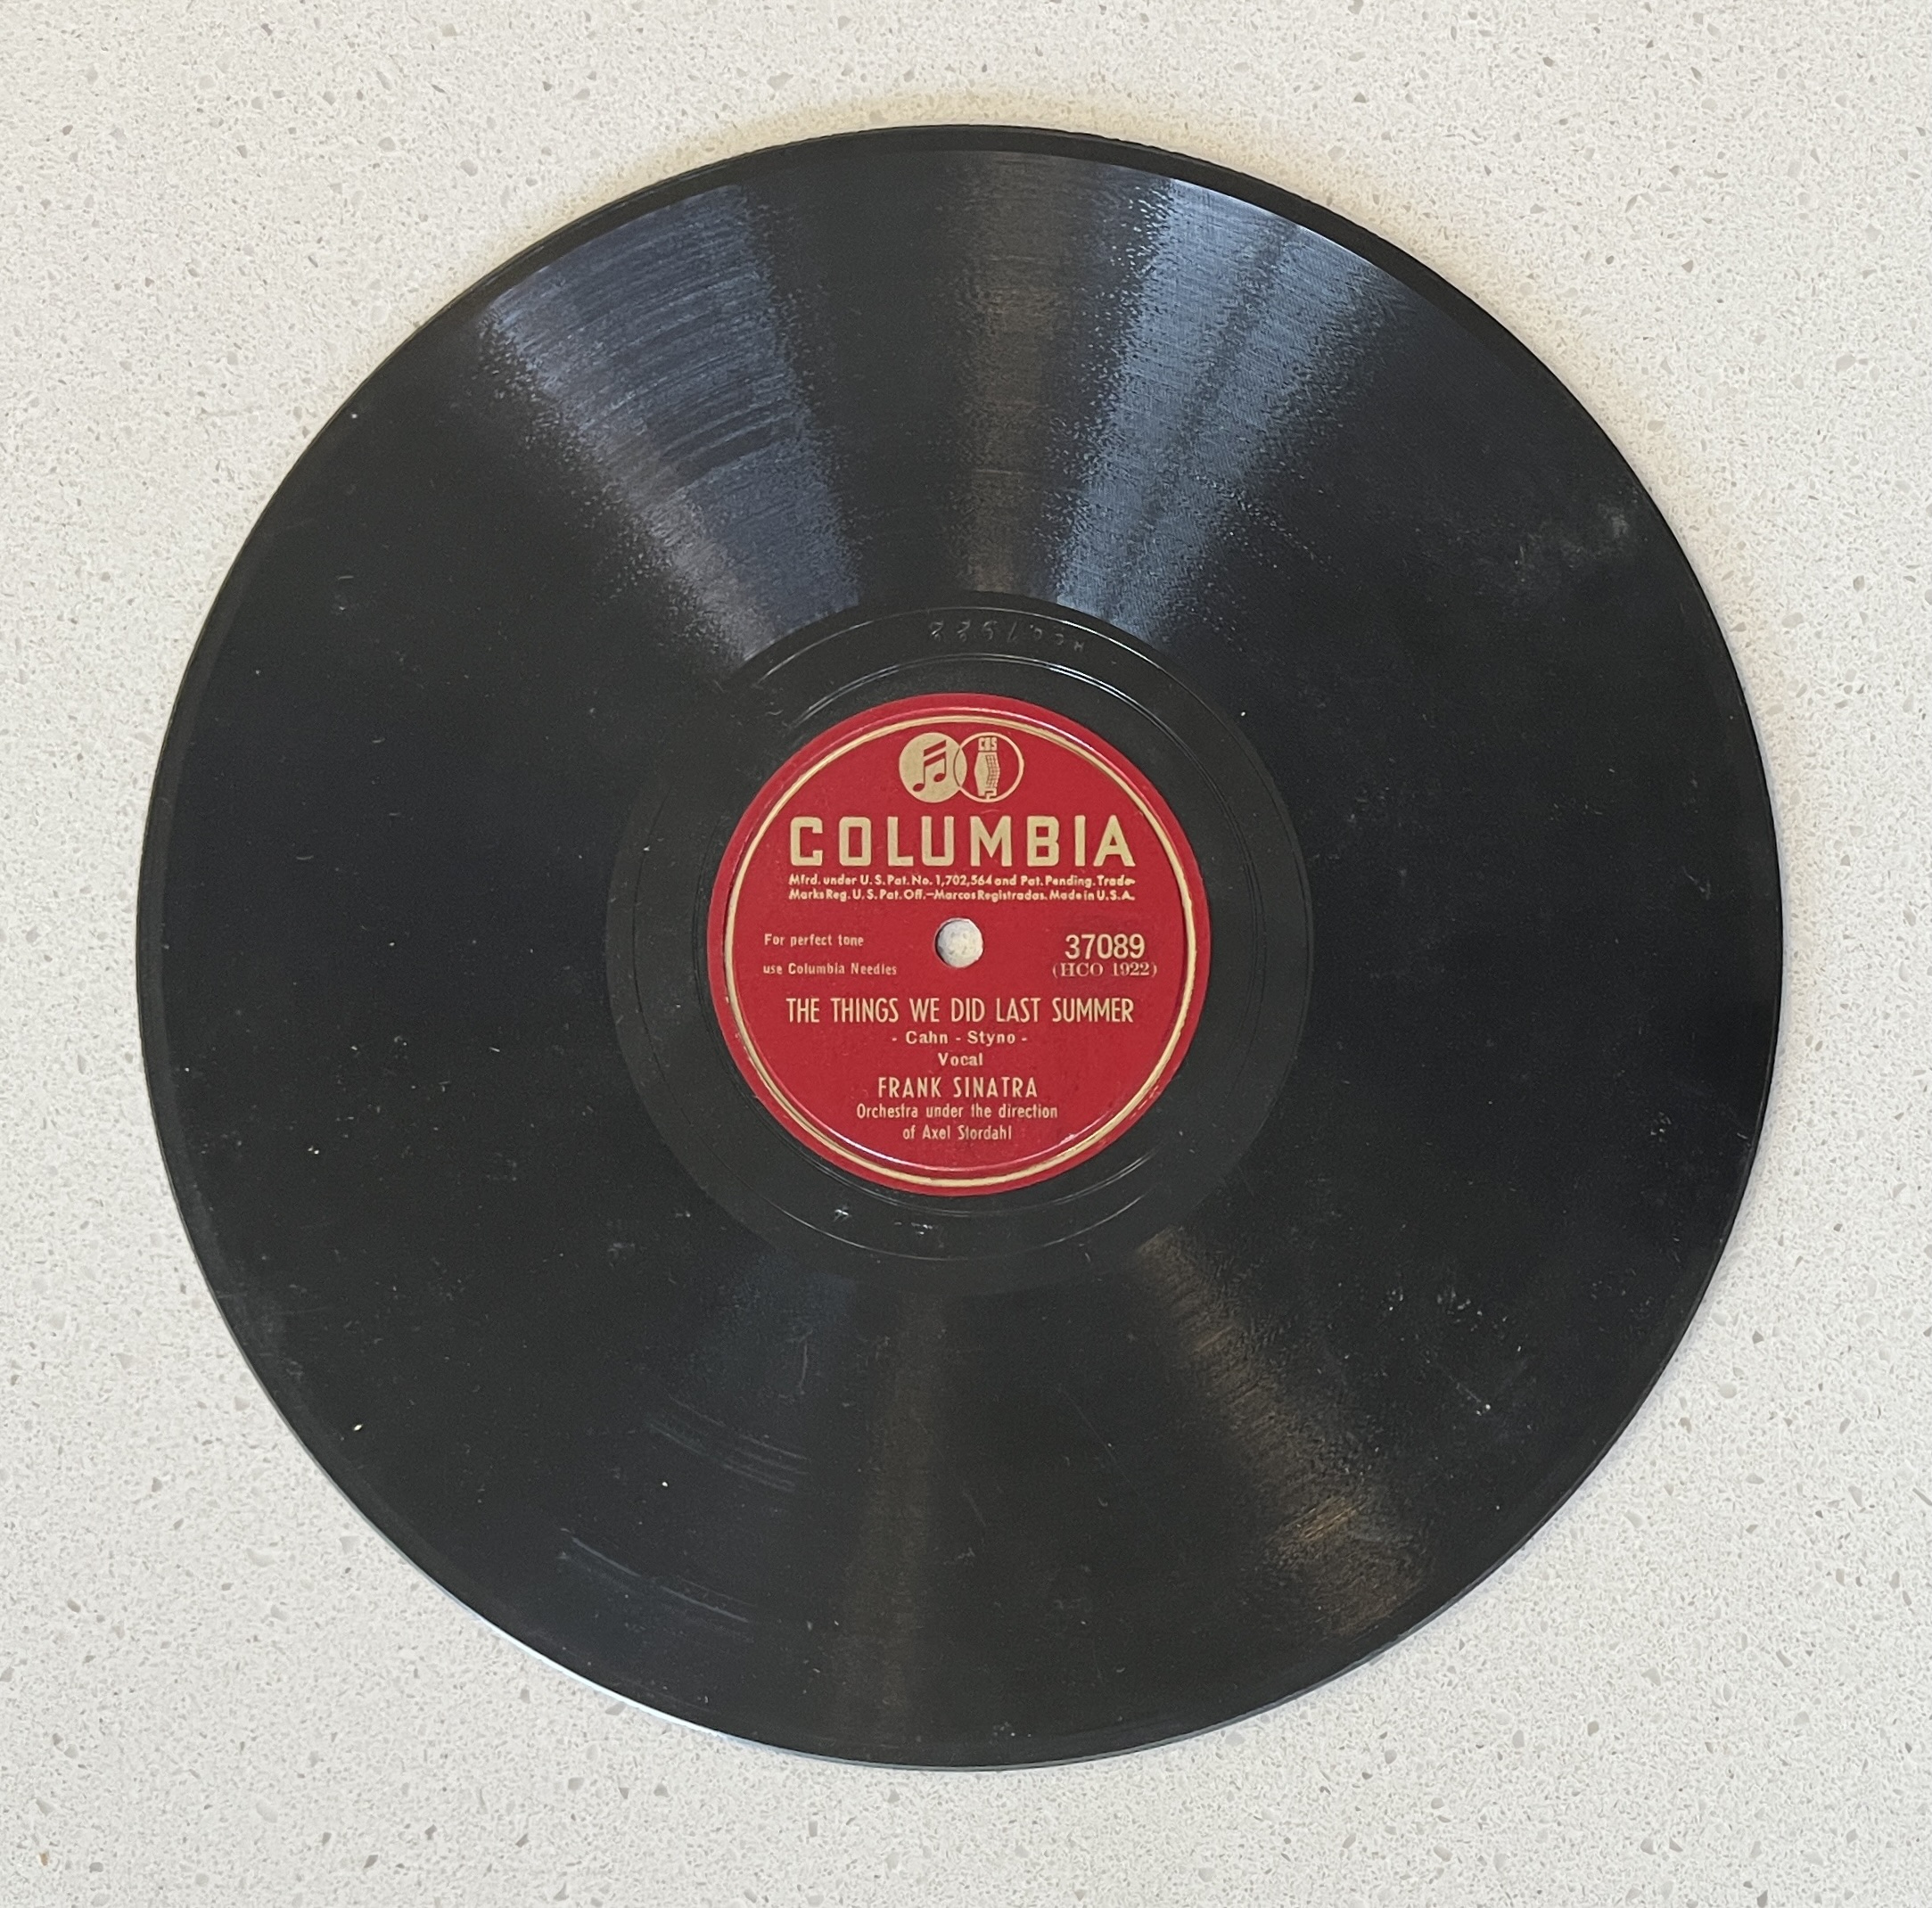 HCO1922
CBS
COLUMBIA
Mfrd. under U.S. Pat. No. 1,702,564 and Pat. Pending. Trade-
Marks Reg. U.S. Pat. Off.—Marcas Registradas. Made in U.S.A.
For perfect tone
use Columbia Needles
37089
(HCO 1922)
THE THINGS WE DID LAST SUMMER
- Cahn - Styno -
Vocal
FRANK SINATRA
Orchestra under the direction
of Axel Stordahl